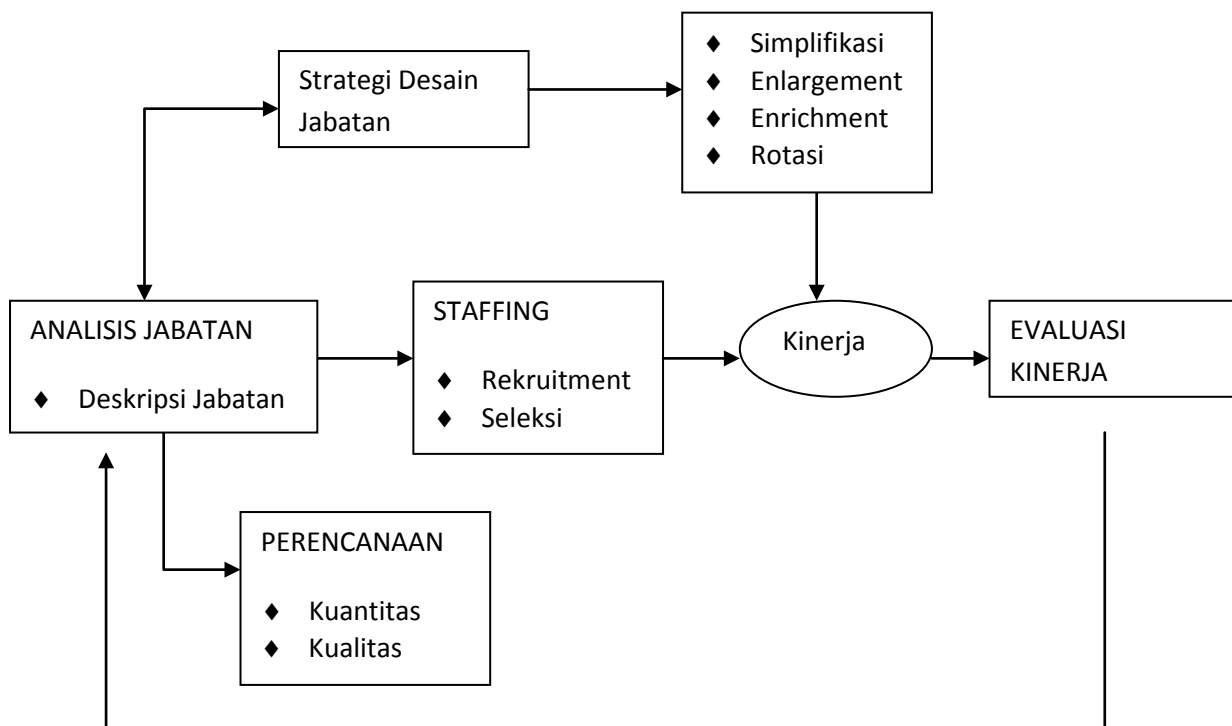 Strategi Desain
Jabatan
♦ Simplifikasi
♦ Enlargement
♦ Enrichment
♦ Rotasi
ANALISIS JABATAN
♦ Deskripsi Jabatan
STAFFING
♦ Rekruitment
♦ Seleksi
Kinerja
EVALUASI
KINERJA
PERENCANAAN
♦ Kuantitas
♦ Kualitas